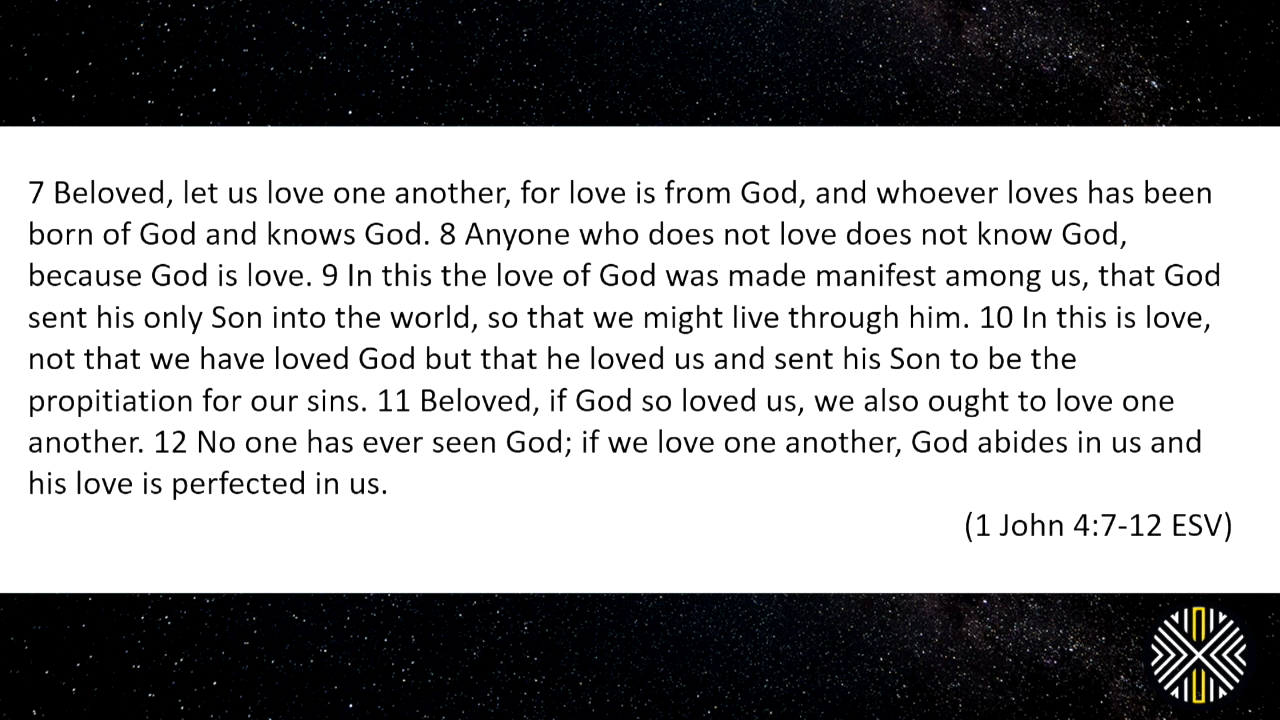 7 Beloved, let us love one another, for love is from God, and whoever loves has been
born of God and knows God. 8 Anyone who does not love does not know God,
because God is love. 9 In this the love of God was made manifest among us, that God
sent his only Son into the world, so that we might live through him. 10 In this is love,
not that we have loved God but that he loved us and sent his Son to be the
propitiation for our sins. 11 Beloved, if God so loved us, we also ought to love one
another. 12 No one has ever seen God; if we love one another, God abides in us and
his love is perfected in us.
(1 John 4:7-12 ESV)